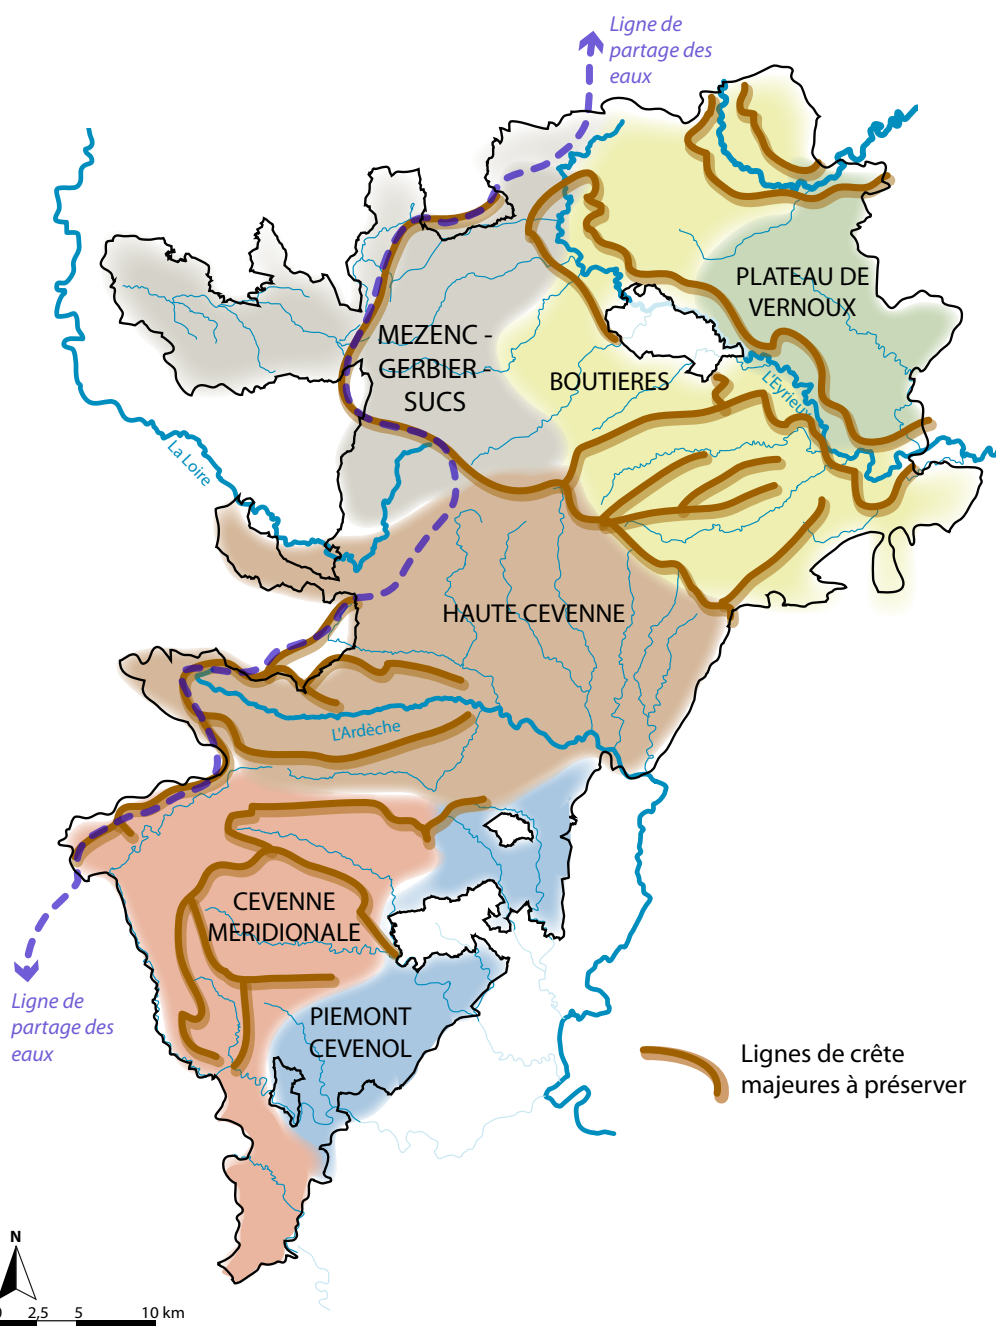 Ligne de
partage des
eaux
PLATEAU DE
VERNOUX
MEZENC -
GERBIER -
SUCS
BOUTIERES
L'Eyrieux
La Loire
HAUTE CEVENNE
L'Ardèche
CEVENNE
MERIDIONALE
Ligne de
partage des
eaux
PIEMONT
CEVENOL
Lignes de crête
majeures à préserver
N
0 2,5 5 10 km